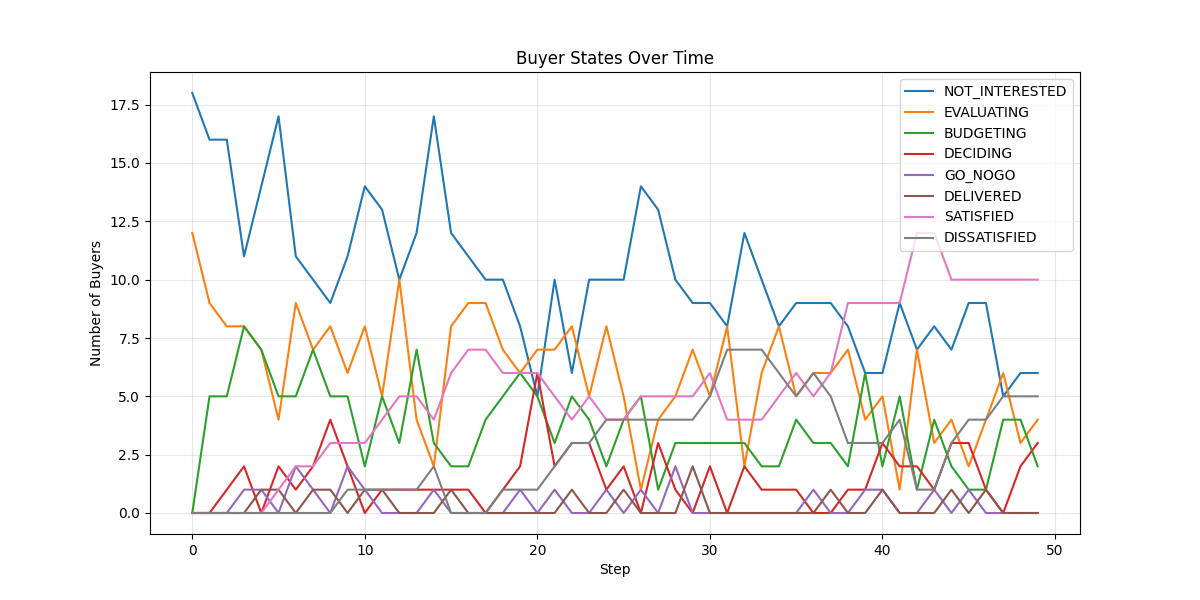 Buyer States Over Time
Number of Buyers
17.5
15.0
12.5
10.0
7.5
5.0
2.5
0.0
NOT_INTERESTED
EVALUATING
BUDGETING
DECIDING
GO_NOGO
DELIVERED
SATISFIED
DISSATISFIED
0 10 20 30 40 50
Step